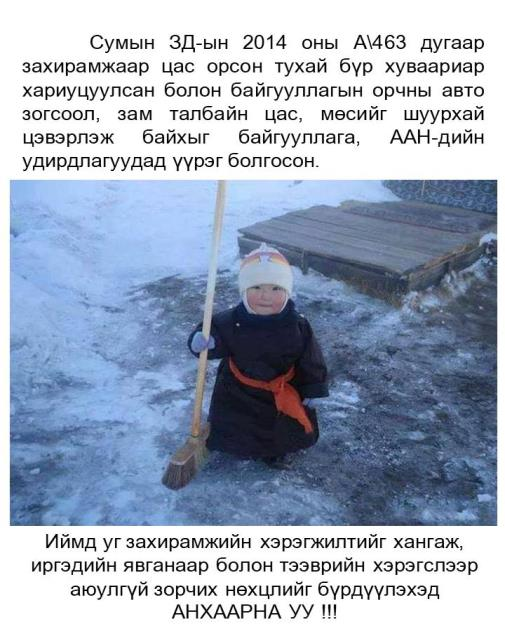 Сумын ЗД-ын 2014 оны А\463 дугаар
захирамжаар цас орсон тухай бүр хуваариар
хариуцуулсан болон байгууллагын орчны авто
зогсоол, зам талбайн цас, мөсийг шуурхай
цэвэрлэж байхыг байгууллага, ААН-дийн
удирдлагуудад үүрэг болгосон.
Иймд уг захирамжийн хэрэгжилтийг хангаж,
иргэдийн явганаар болон тээврийн хэрэгслээр
аюулгүй зорчих нөхцлийг бүрдүүлэхэд
АНХААРНА УУ !!!